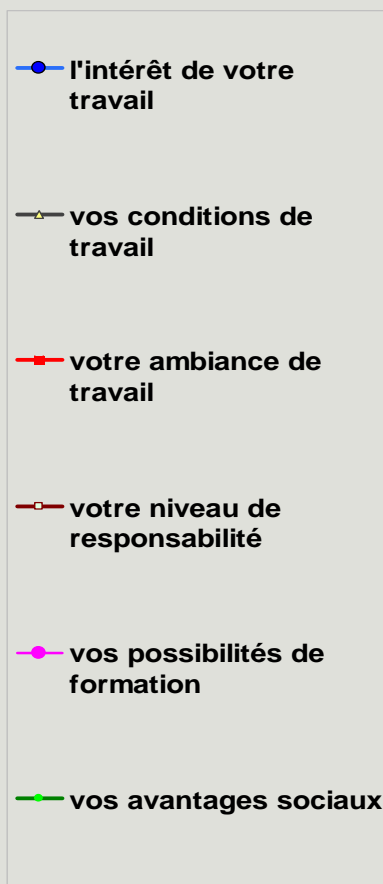 l'intérêt de votre
travail
vos conditions de
travail
votre ambiance de
travail
votre niveau de
responsabilité
vos possibilités de
formation
vos avantages sociaux